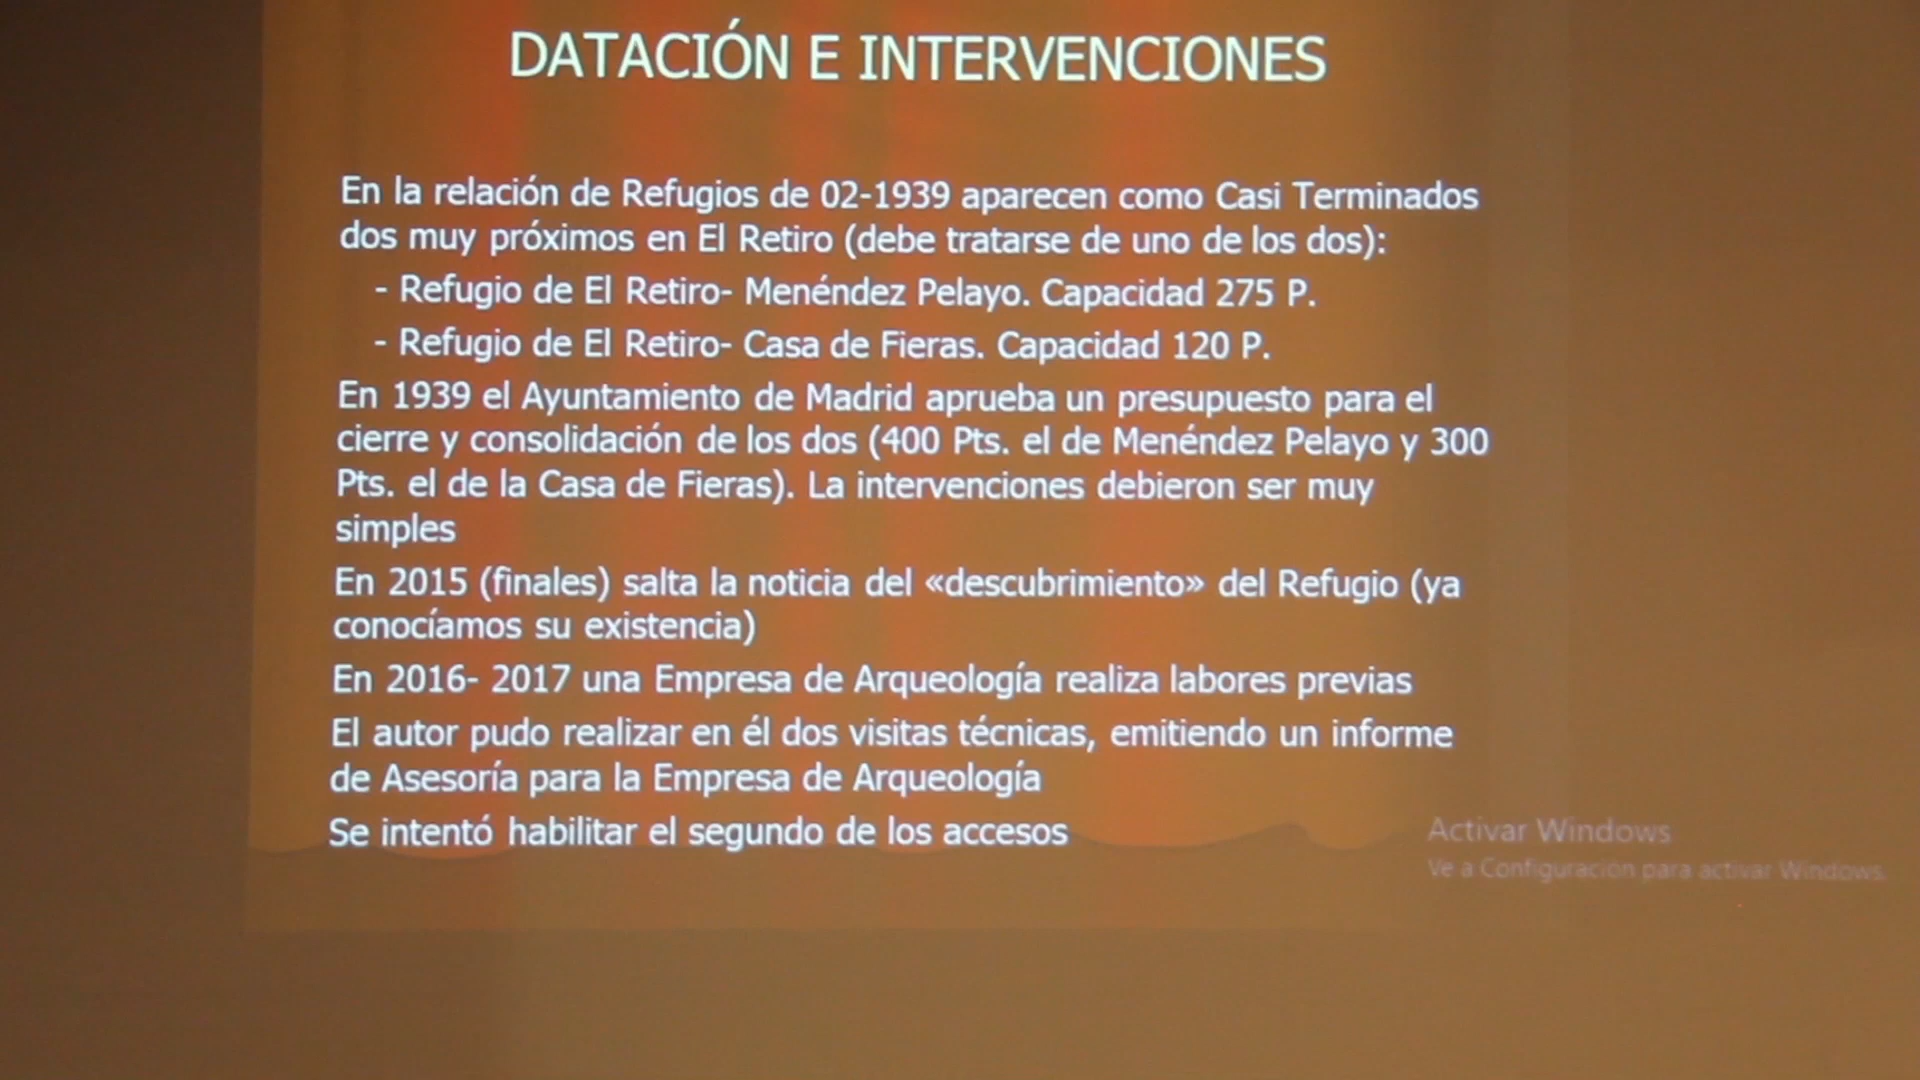 DATACIÓN E INTERVENCIONES
En la relación de Refugios de 02-1939 aparecen como Casi Terminados
dos muy próximos en El Retiro (debe tratarse de uno de los dos):
- Refugio de El Retiro- Menéndez Pelayo. Capacidad 275 P.
- Refugio de El Retiro- Casa de Fieras. Capacidad 120 P.
En 1939 el Ayuntamiento de Madrid aprueba un presupuesto para el
cierre y consolidación de los dos (400 Pts. el de Menéndez Pelayo y 300
Pts. el de la Casa de Fieras). La intervenciones debieron ser muy
simples
En 2015 (finales) salta la noticia del «descubrimiento» del Refugio (ya
conocíamos su existencia)
En 2016- 2017 una Empresa de Arqueología realiza labores previas
El autor pudo realizar en él dos visitas técnicas, emitiendo un informe
de Asesoría para la Empresa de Arqueología
Se intentó habilitar el segundo de los accesos
Activar Windows
Ve a Configuración para activar Windows.